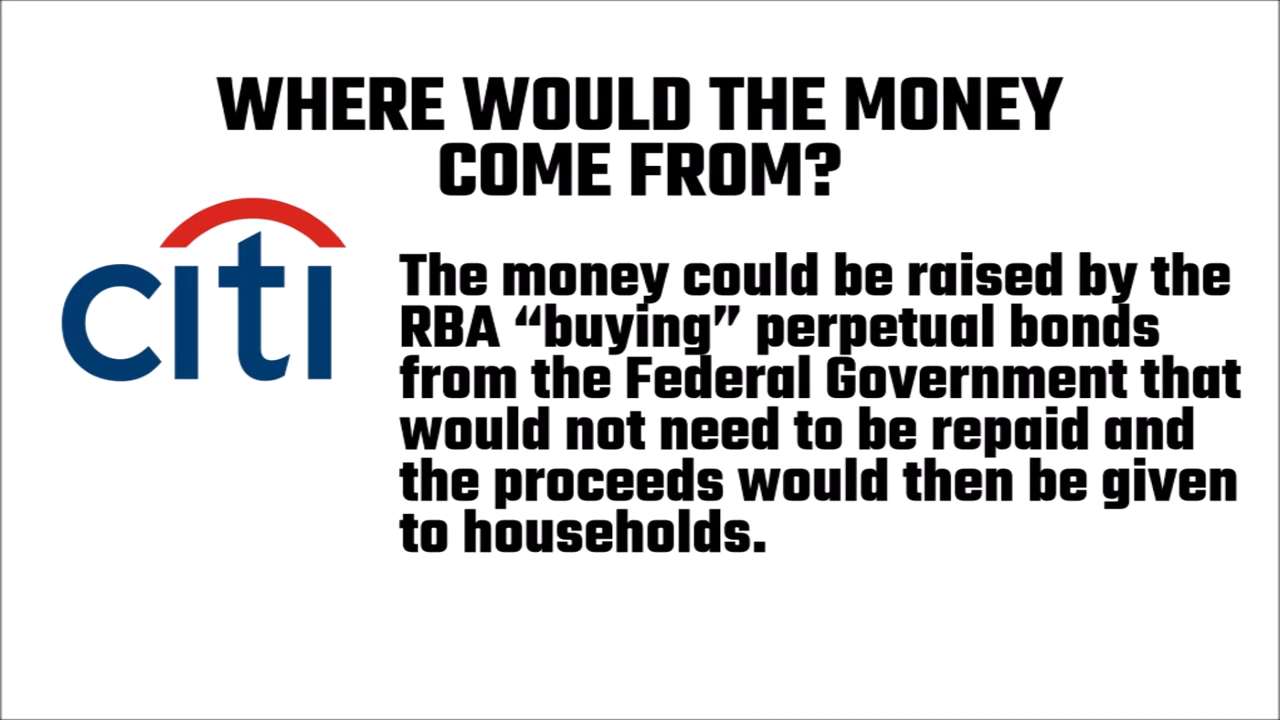 WHERE WOULD THE MONEY
COME FROM?
citi
The money could be raised by the
RBA “buying” perpetual bonds
from the Federal Government that
would not need to be repaid and
the proceeds would then be given
to households.